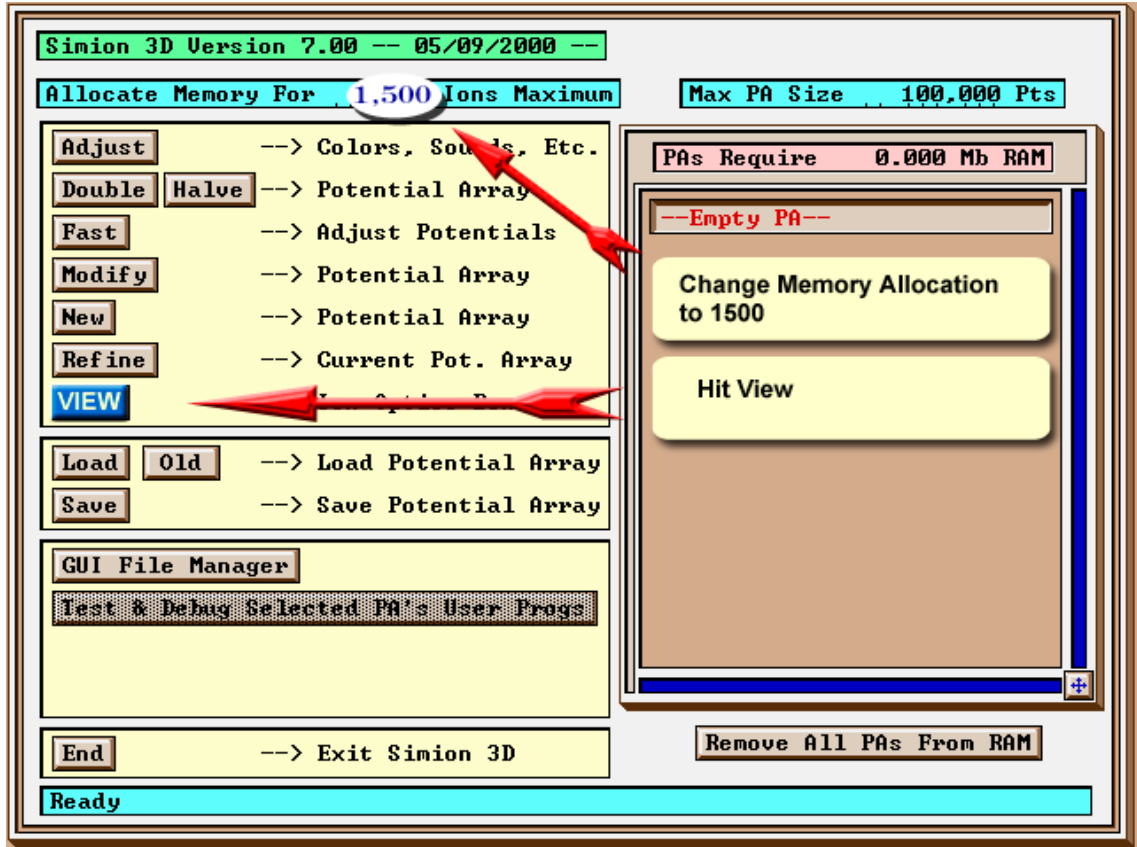 Simion 3D Version 7.00 -- 05/09/2000 --
Allocate Memory For 1,500 Ions Maximum
Max PA Size 100,000 Pts
Adjust --> Colors, Sounds, Etc.
Double Halve --> Potential Array
Fast --> Adjust Potentials
Modify --> Potential Array
New --> Potential Array
Refine --> Current Pot. Array
VIEW
Load Old --> Load Potential Array
Save --> Save Potential Array
GUI File Manager
Test & Debug Selected PA's User Progs
End --> Exit Simion 3D
Ready
PAs Require 0.000 Mb RAM
--Empty PA--
Change Memory Allocation
to 1500
Hit View
Remove All PAs From RAM